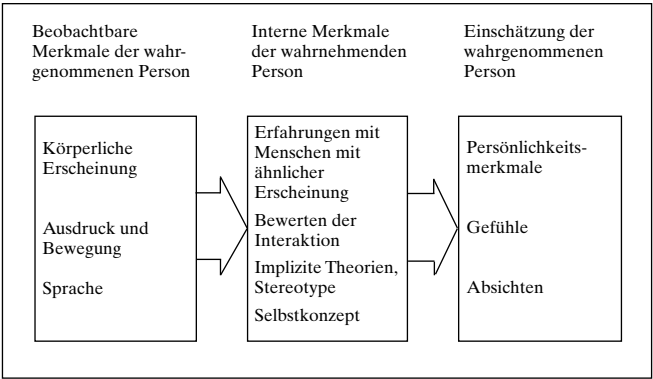 Beobachtbare
Merkmale der wahr-
genommenen Person
Interne Merkmale
der wahrnehmenden
Person
Einschätzung der
wahrgenommenen
Person
Körperliche
Erscheinung
Ausdruck und
Bewegung
Sprache
Erfahrungen mit
Menschen mit
ähnlicher
Erscheinung
Bewerten der
Interaktion
Implizite Theorien,
Stereotype
Selbstkonzept
Persönlichkeits-
merkmale
Gefühle
Absichten